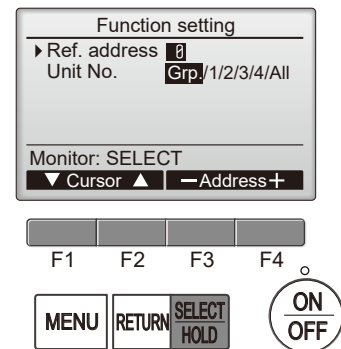 Function setting
Ref. address 0
Unit No. Grp./1/2/3/4/All
Monitor: SELECT
▼ Cursor ▲ −Address+
F1 F2 F3 F4
MENU RETURN SELECT HOLD ON OFF